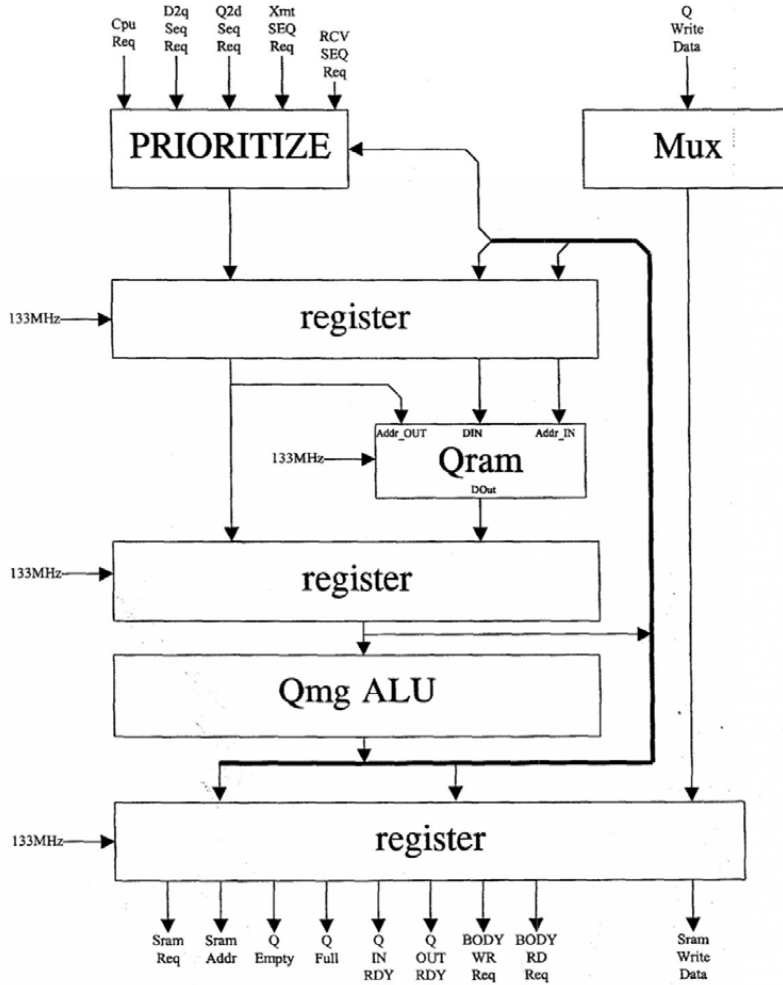 Cpu
Req
D2q
Seq
Req
Q2d
Seq
Req
Xmt
SEQ
Req
RCV
SEQ
Req
Q
Write
Data
PRIORITIZE
Mux
133MHz
register
Addr_OUT
DIN
Addr_IN
133MHz
Qram
DOut
133MHz
register
Qmg ALU
133MHz
register
Sram
Req
Sram
Addr
Q
Empty
Q
Full
Q
IN
RDY
Q
OUT
RDY
BODY
WR
Req
BODY
RD
Req
Sram
Write
Data